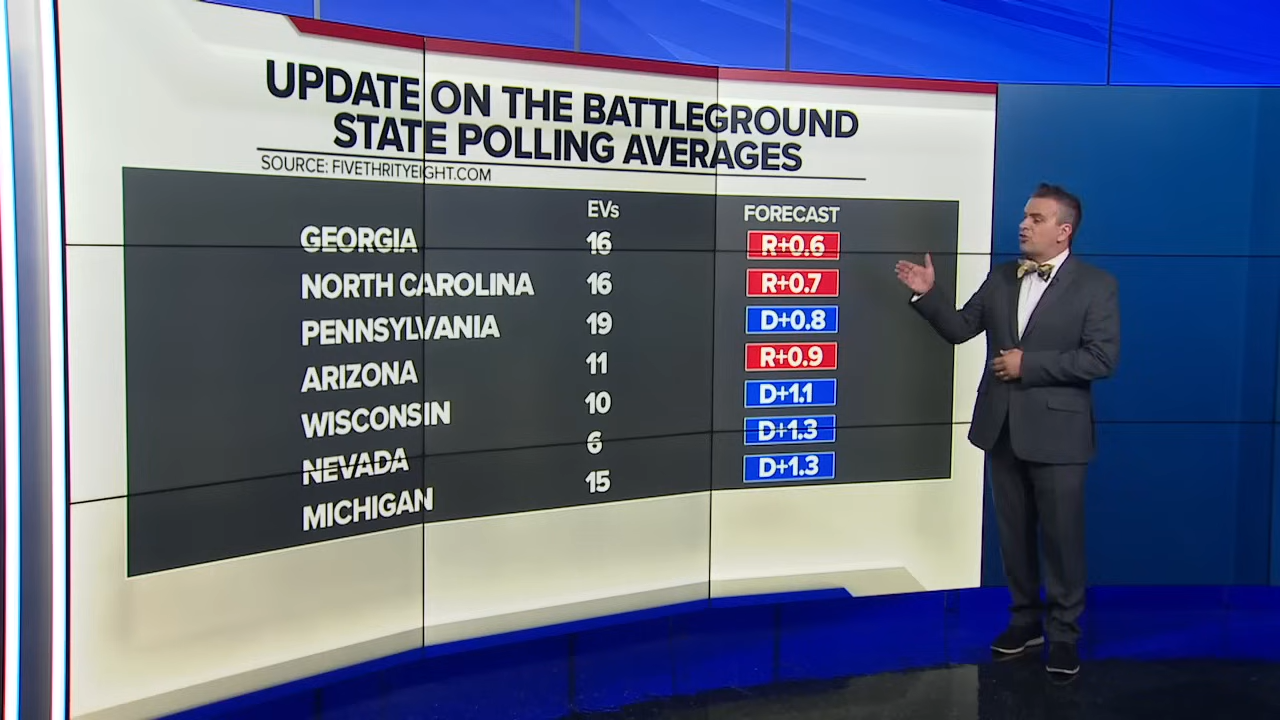 UPDATE ON THE BATTLEGROUND
STATE POLLING AVERAGES
SOURCE: FIVETHRITYEIGHT.COM
EVs FORECAST
GEORGIA 16 R+0.6
NORTH CAROLINA 16 R+0.7
PENNSYLVANIA 19 D+0.8
ARIZONA 11 R+0.9
WISCONSIN 10 D+1.1
NEVADA 6 D+1.3
MICHIGAN 15 D+1.3